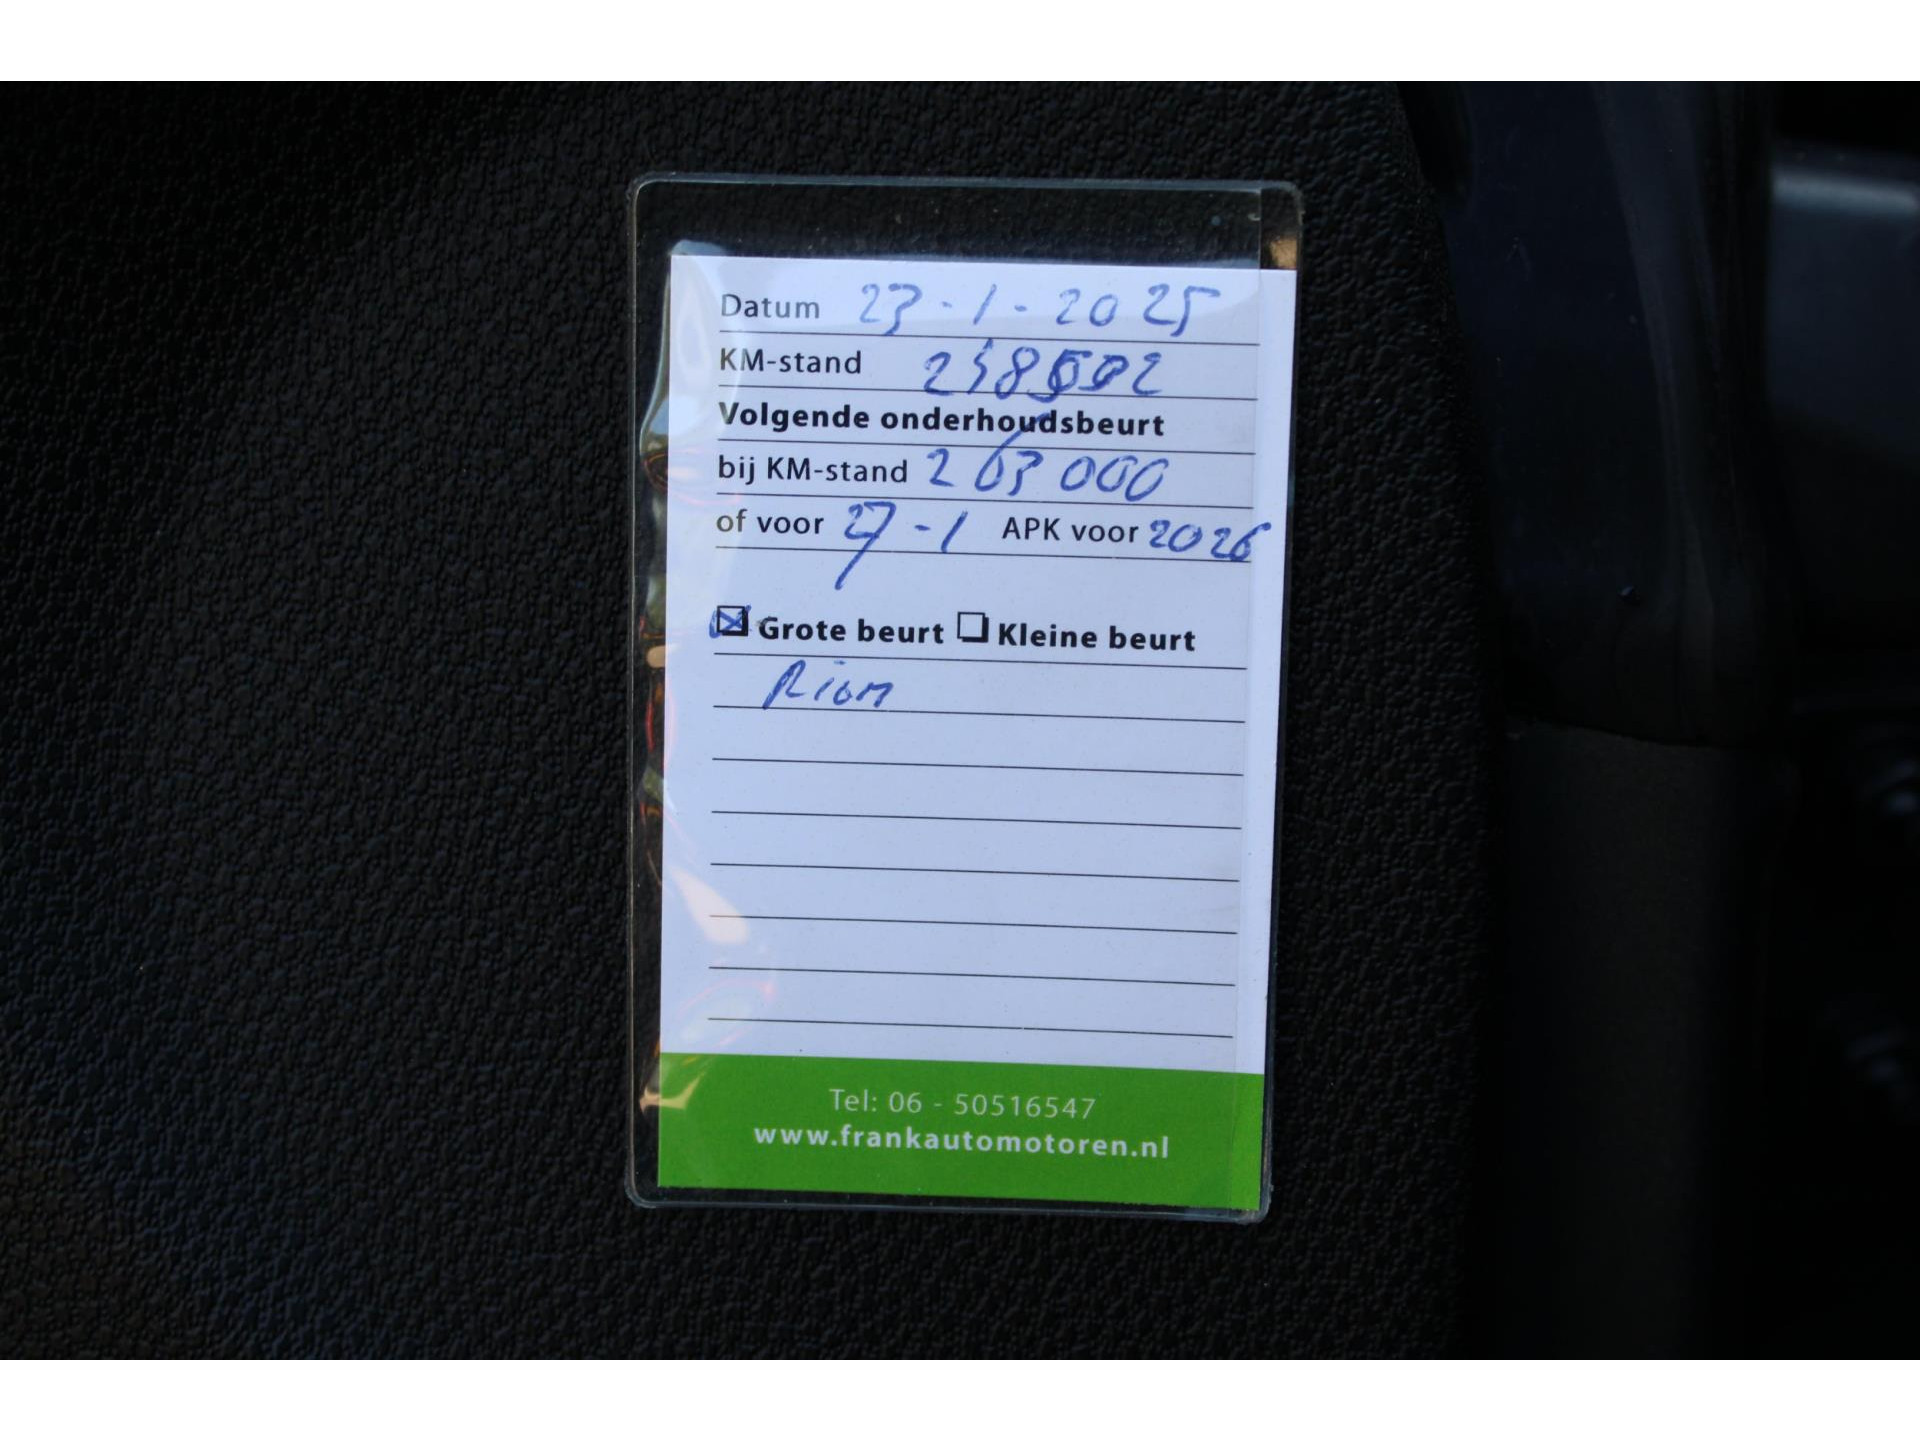 Datum 23-1-2025
KM-stand
Volgende onderhoudsbeurt
bij KM-stand 263000
of voor 27-1 APK voor 2026
Grote beurt Kleine beurt
Riem
Tel: 06 - 50516547
www.frankautomotoren.nl